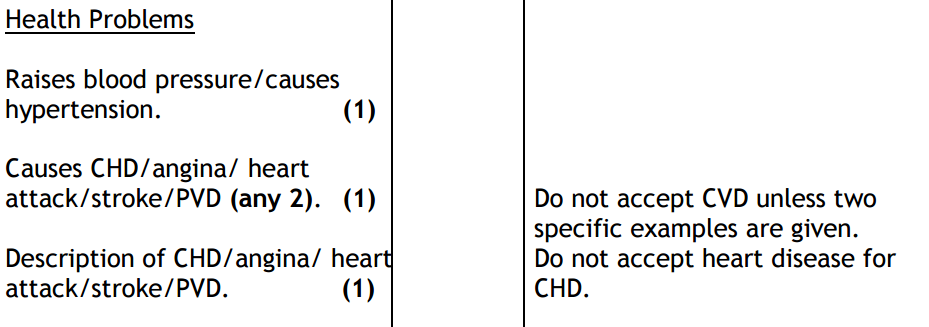 Health Problems
Raises blood pressure/causes
hypertension. (1)
Causes CHD/angina/ heart
attack/stroke/PVD (any 2). (1)
Description of CHD/angina/ heart
attack/stroke/PVD. (1)
Do not accept CVD unless two
specific examples are given.
Do not accept heart disease for
CHD.